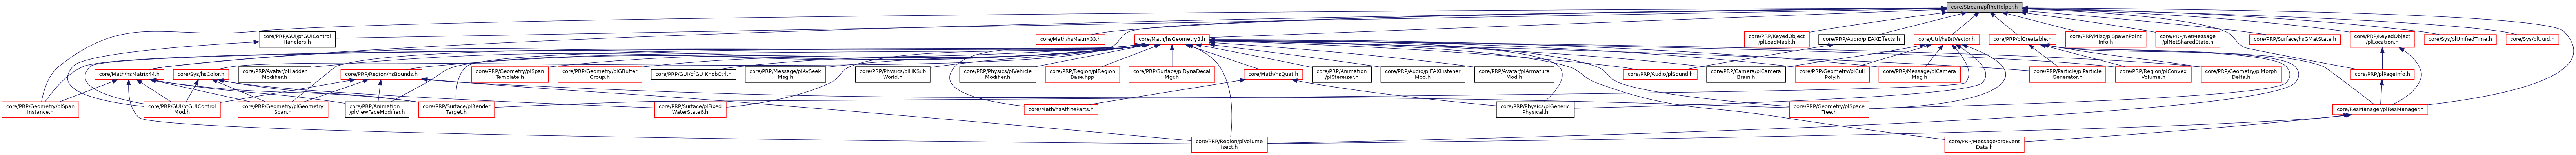 core/Stream/pfPrcHelper.h
core/PRP/GUI/pfGUIControl
Handlers.h
core/Math/hsMatrix33.h
core/Math/hsGeometry3.h
core/PRP/KeyedObject
/plLoadMask.h
core/PRP/Audio/plEAXEffects.h
core/Util/hsBitVector.h
core/PRP/plCreatable.h
core/PRP/Misc/plSpawnPoint
Info.h
core/PRP/NetMessage
/plNetSharedState.h
core/PRP/Surface/hsGMatState.h
core/PRP/KeyedObject
/plLocation.h
core/Sys/plUnifiedTime.h
core/Sys/plUuid.h
core/Math/hsMatrix44.h
core/Sys/hsColor.h
core/PRP/Avatar/plLadder
Modifier.h
core/PRP/Region/hsBounds.h
core/PRP/Geometry/plSpan
Template.h
core/PRP/Geometry/plGBuffer
Group.h
core/PRP/GUI/pfGUIKnobCtrl.h
core/PRP/Message/plAvSeek
Msg.h
core/PRP/Physics/plHKSub
World.h
core/PRP/Physics/plVehicle
Modifier.h
core/PRP/Region/plRegion
Base.hpp
core/PRP/Surface/plDynaDecal
Mgr.h
core/Math/hsQuat.h
core/PRP/Animation
/plStereizer.h
core/PRP/Audio/plEAXListener
Mod.h
core/PRP/Avatar/plArmature
Mod.h
core/PRP/Audio/plSound.h
core/PRP/Camera/plCamera
Brain.h
core/PRP/Geometry/plCull
Poly.h
core/PRP/Message/plCamera
Msg.h
core/PRP/Particle/plParticle
Generator.h
core/PRP/Region/plConvex
Volume.h
core/PRP/Geometry/plMorph
Delta.h
core/PRP/plPageInfo.h
core/PRP/Geometry/plSpan
Instance.h
core/PRP/GUI/pfGUIControl
Mod.h
core/PRP/Geometry/plGeometry
Span.h
core/PRP/Animation
/plViewFaceModifier.h
core/PRP/Surface/plRender
Target.h
core/PRP/Surface/plFixed
WaterState6.h
core/Math/hsAffineParts.h
core/PRP/Physics/plGeneric
Physical.h
core/PRP/Geometry/plSpace
Tree.h
core/ResManager/plResManager.h
core/PRP/Region/plVolume
Isect.h
core/PRP/Message/proEvent
Data.h